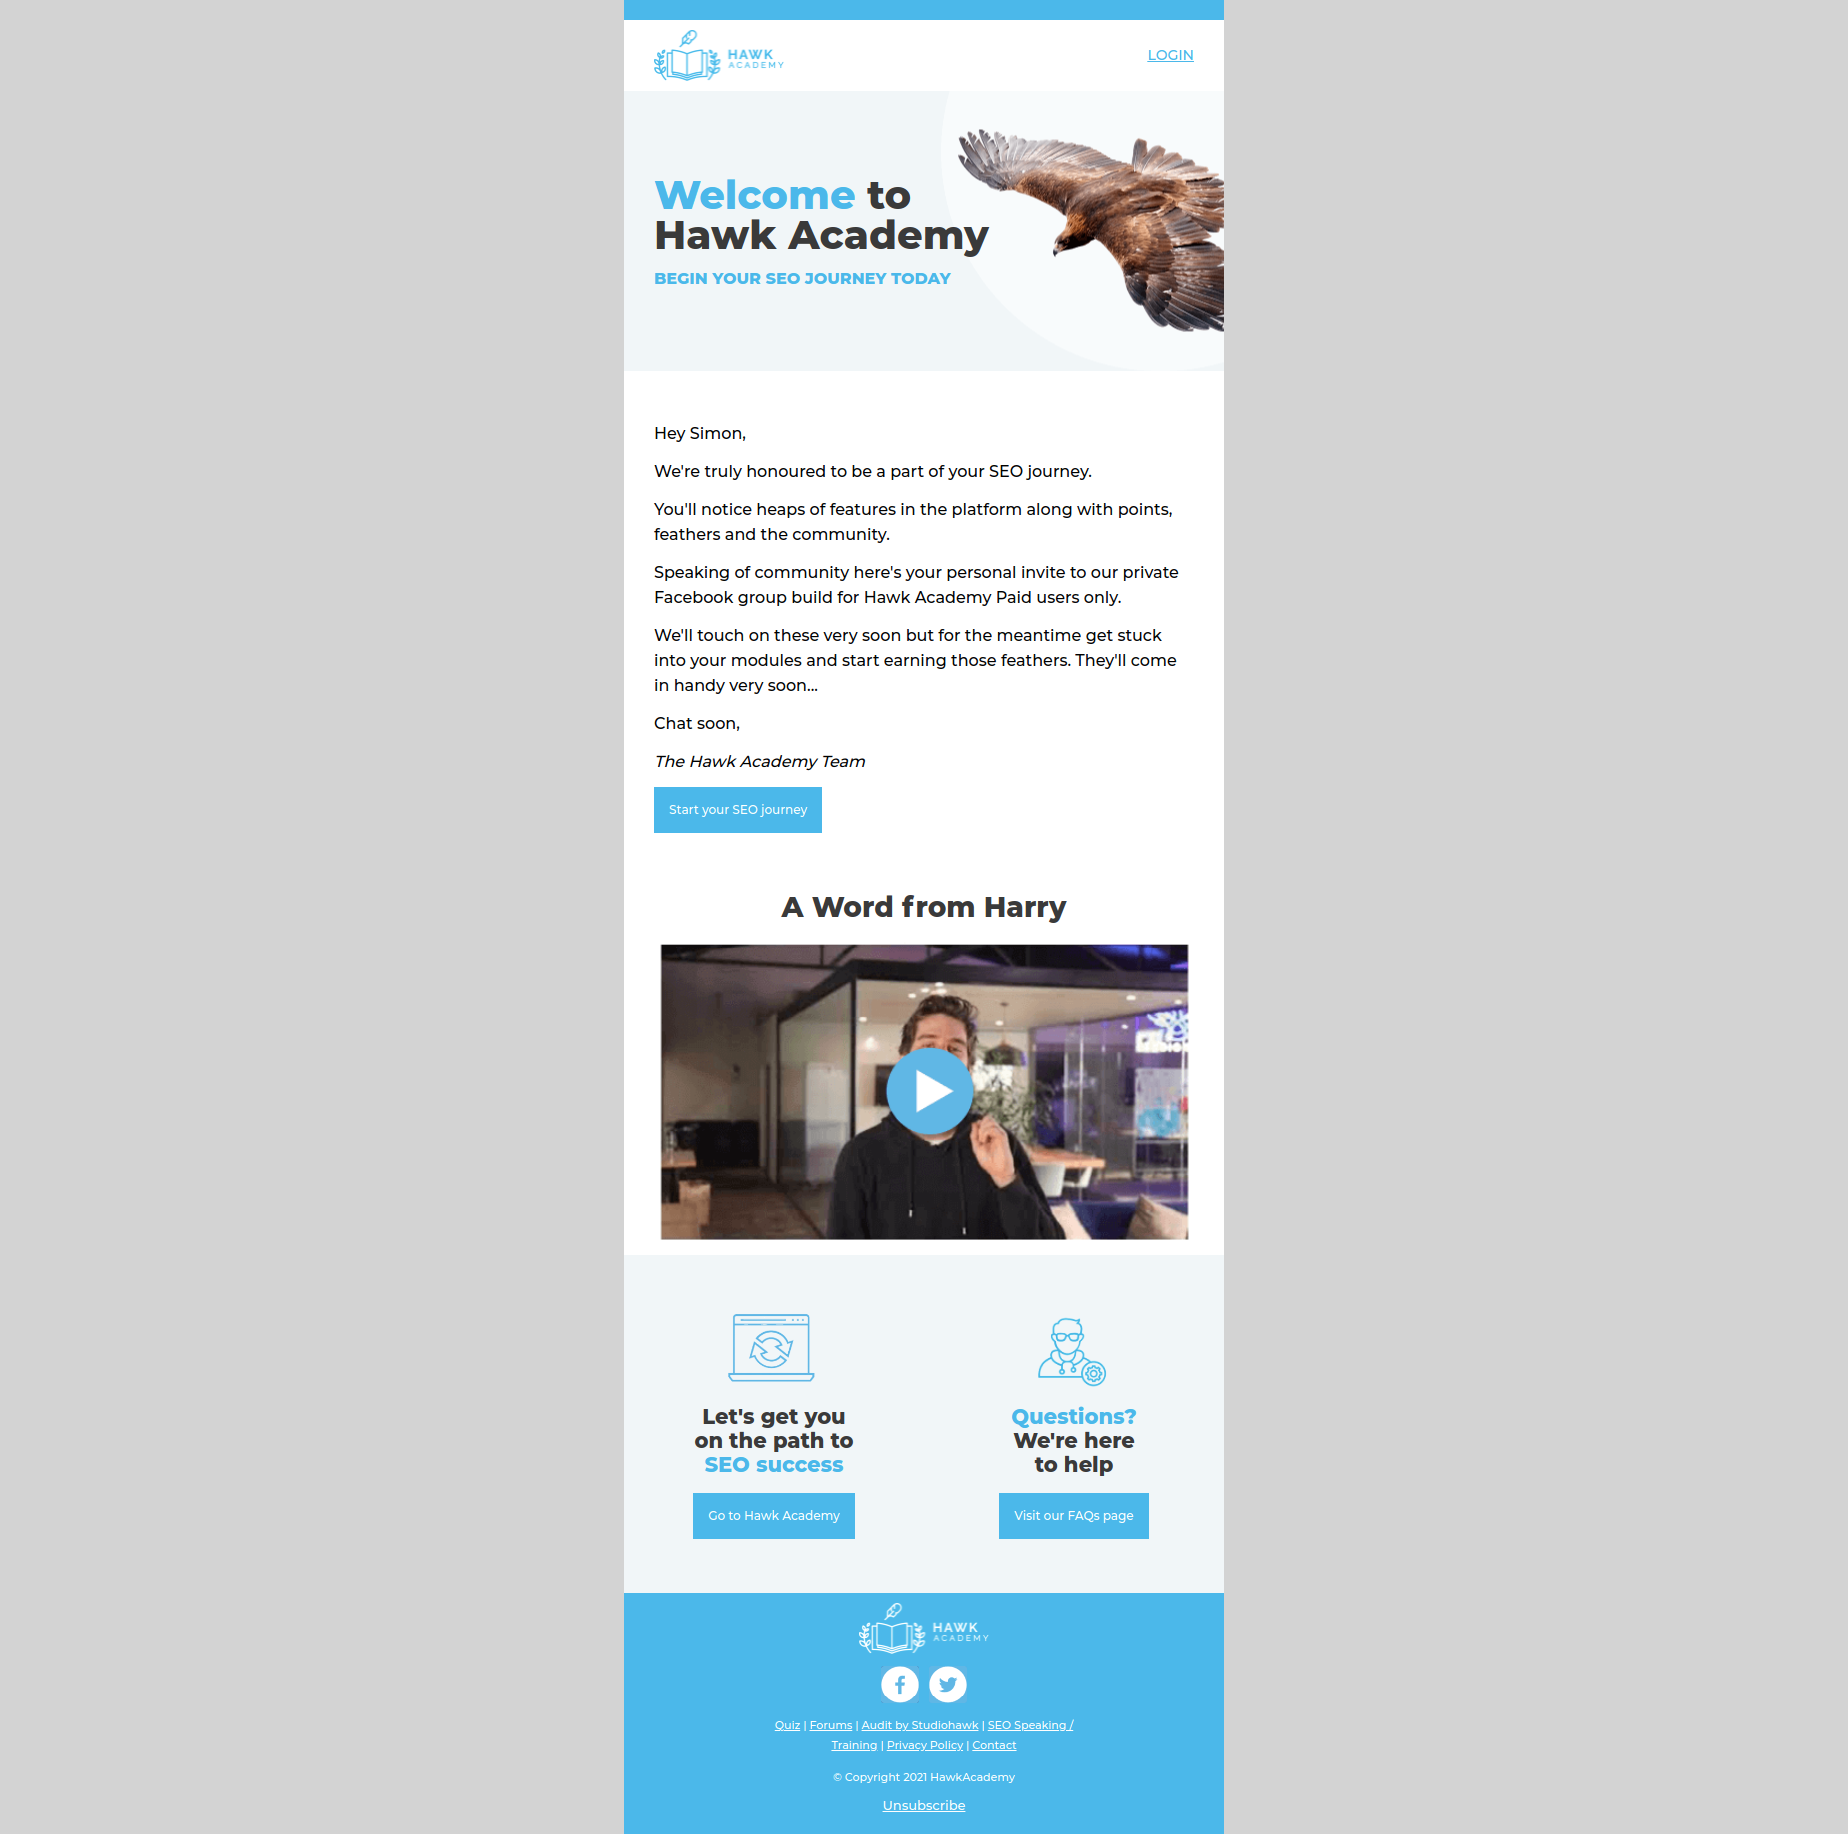 HAWK
ACADEMY
LOGIN
Welcome to
Hawk Academy
BEGIN YOUR SEO JOURNEY TODAY
Hey Simon,
We're truly honoured to be a part of your SEO journey.
You'll notice heaps of features in the platform along with points,
feathers and the community.
Speaking of community here's your personal invite to our private
Facebook group build for Hawk Academy Paid users only.
We'll touch on these very soon but for the meantime get stuck
into your modules and start earning those feathers. They'll come
in handy very soon...
Chat soon,
The Hawk Academy Team
Start your SEO journey
A Word from Harry
Let's get you
on the path to
SEO success
Go to Hawk Academy
Questions?
We're here
to help
Visit our FAQs page
HAWK
ACADEMY
Quiz | Forums | Audit by Studiohawk | SEO Speaking /
Training | Privacy Policy | Contact
© Copyright 2021 HawkAcademy
Unsubscribe